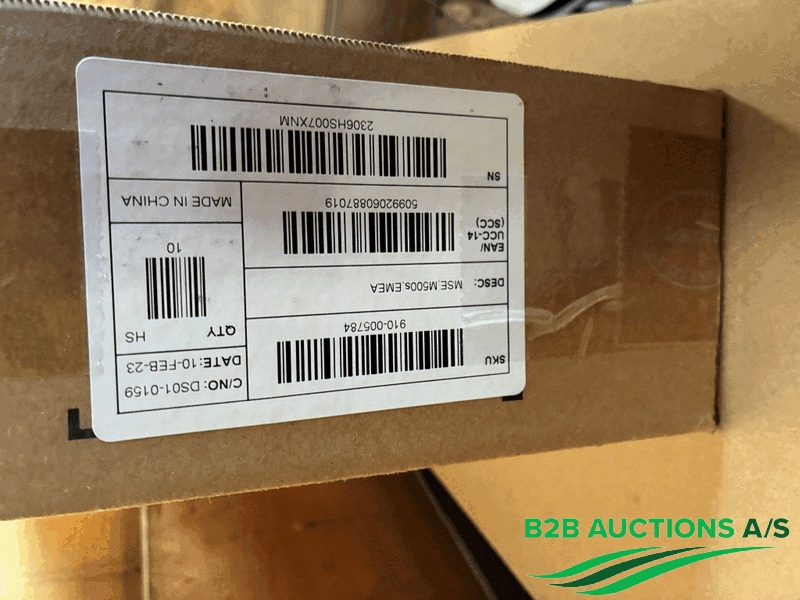 SKU
910-005784
DESC: MSE,M500s,EMEA
EAN/
UCC-14
(SCC)
50992060887019
SN
2306HS007XNM
C/NO: DS01-0159
DATE:10-FEB-23
QTY HS
10
MADE IN CHINA
B2B AUCTIONS A/S